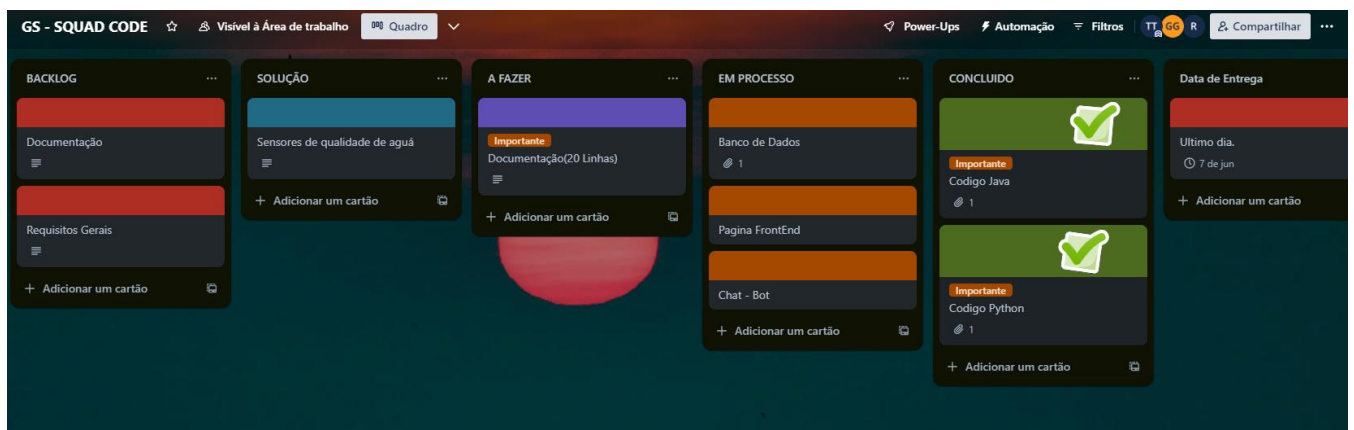 GS - SQUAD CODE
Visível à Área de trabalho
Quadro
Power-Ups
Automação
Filtros
TT
GG
R
Compartilhar
BACKLOG
Documentação
Requisitos Gerais
+ Adicionar um cartão
SOLUÇÃO
Sensores de qualidade de aguá
+ Adicionar um cartão
A FAZER
Importante
Documentação(20 Linhas)
+ Adicionar um cartão
EM PROCESSO
Banco de Dados
1
Pagina FrontEnd
Chat - Bot
+ Adicionar um cartão
CONCLUIDO
Importante
Codigo Java
1
Importante
Codigo Python
1
+ Adicionar um cartão
Data de Entrega
Ultimo dia.
7 de jun
+ Adicionar um cartão